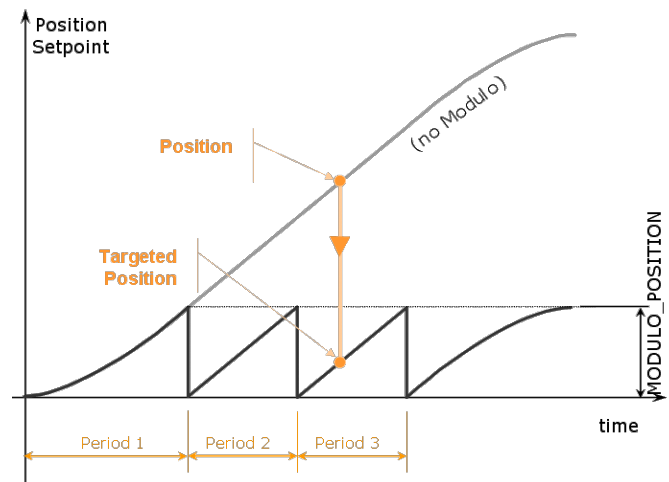 Position
Setpoint
(no Modulo)
Position
Targeted
Position
MODULO_POSITION
time
Period 1
Period 2
Period 3